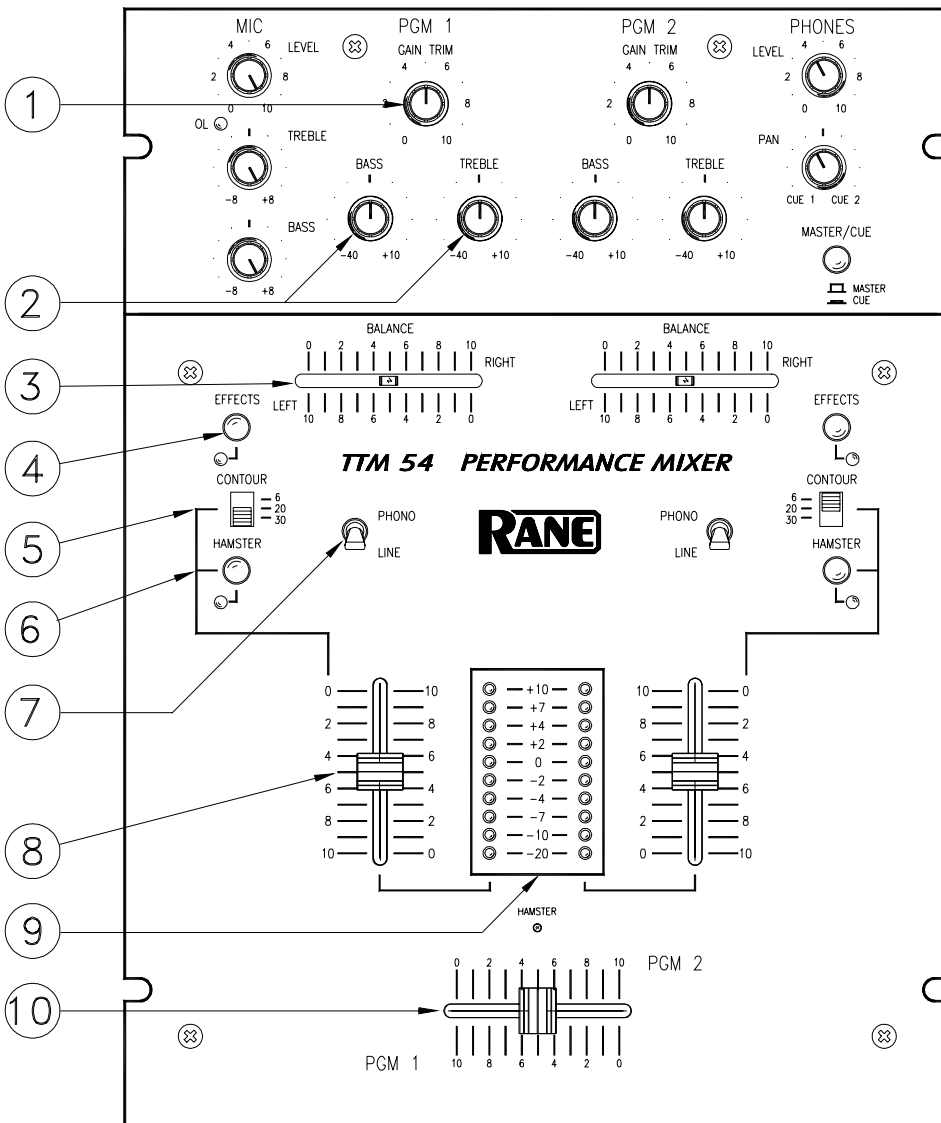 MIC PGM 1 PGM 2 PHONES
4 6 LEVEL GAIN TRIM GAIN TRIM LEVEL 4 6
2 8 4 6 4 6 2 8
1 2 8 2 8
0 10 0 10 0 10 0 10
OL TREBLE PAN
-8 +8 BASS TREBLE BASS TREBLE CUE 1 CUE 2
BASS MASTER/CUE
-8 +8 -40 +10 -40 +10 -40 +10 -40 +10
MASTER
CUE
2
BALANCE BALANCE
0 2 4 6 8 10 0 2 4 6 8 10
RIGHT RIGHT
3
LEFT LEFT
10 8 6 4 2 0 10 8 6 4 2 0
EFFECTS EFFECTS
4
TTM 54 PERFORMANCE MIXER
CONTOUR CONTOUR
6 6
20 20
30 30
5
PHONO RANE PHONO
LINE LINE
HAMSTER HAMSTER
6
7
0 10 +10 10 0
+7
2 8 +4 8 2
+2
4 6 0 6 4
-2
6 4 -4 4 6
-7
8 2 -10 2 8
10 0 -20 0 10
8
9
HAMSTER
PGM 2
0 2 4 6 8 10
10
10 8 6 4 2 0
PGM 1